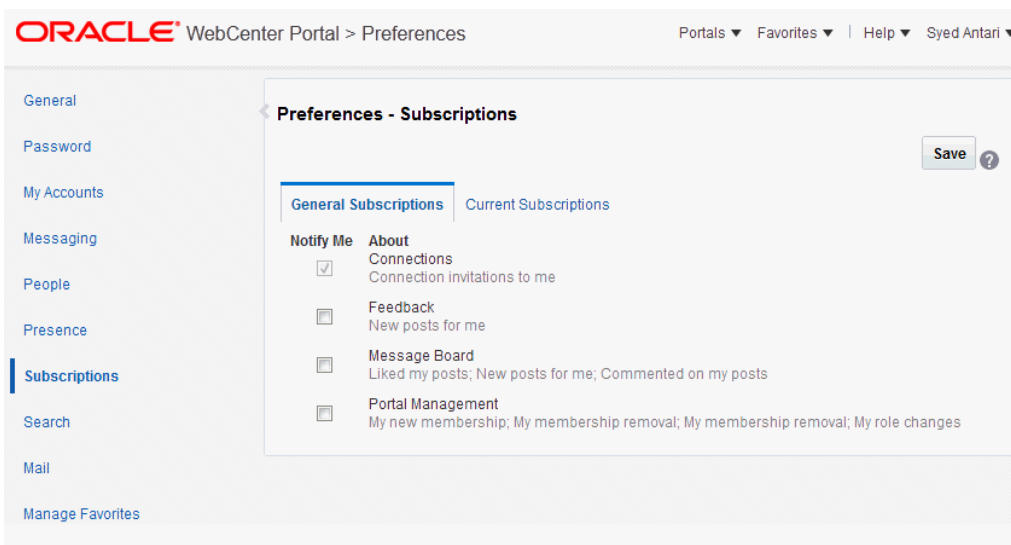 ORACLE® WebCenter Portal > Preferences
Portals ▼ Favorites ▼ | Help ▼ Syed Antari ▼
General
Password
My Accounts
Messaging
People
Presence
Subscriptions
Search
Mail
Manage Favorites
Preferences - Subscriptions
Save ?
General Subscriptions Current Subscriptions
Notify Me About
Connections
Connection invitations to me
Feedback
New posts for me
Message Board
Liked my posts; New posts for me; Commented on my posts
Portal Management
My new membership; My membership removal; My membership removal; My role changes